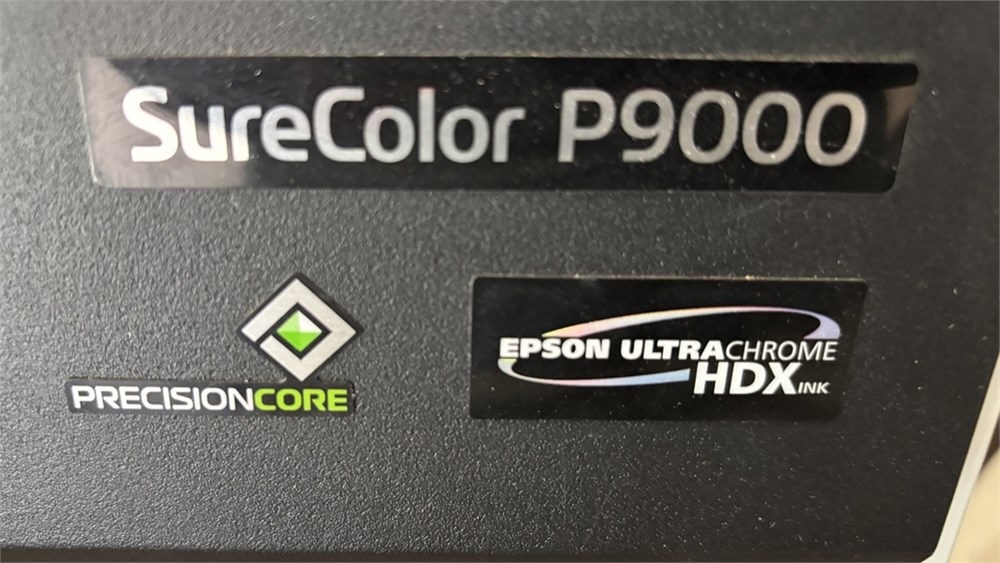 SureColor P9000
PRECISIONCORE
EPSON ULTRACHROME
HDX INK